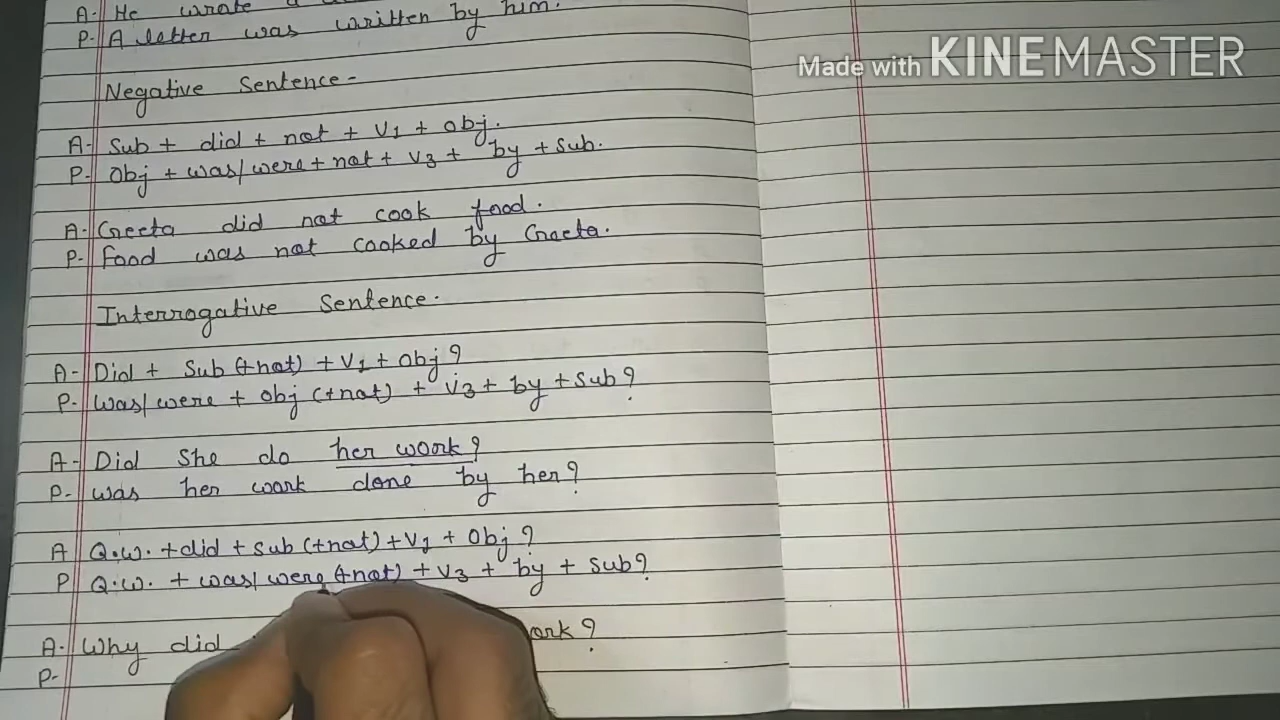 A- He wrote a
P- A letter was written by him.
Made with KINEMASTER
Negative Sentence-
A- Sub + did + not + V1 + obj.
P- Obj + was/were + not + V3 + by + sub.
A- Greeta did not cook food.
P- Food was not cooked by Greeta.
Interrogative Sentence.
A- Did + Sub (+not) + V1 + Obj?
P- Was/were + obj (+not) + V3 + by + sub?
A- Did she do her work?
P- was her work done by her?
A Q.w. + did + sub (+not) + V1 + Obj?
P Q.w. + was/were (+not) + V3 + by + sub?
A- Why did ork?
P-